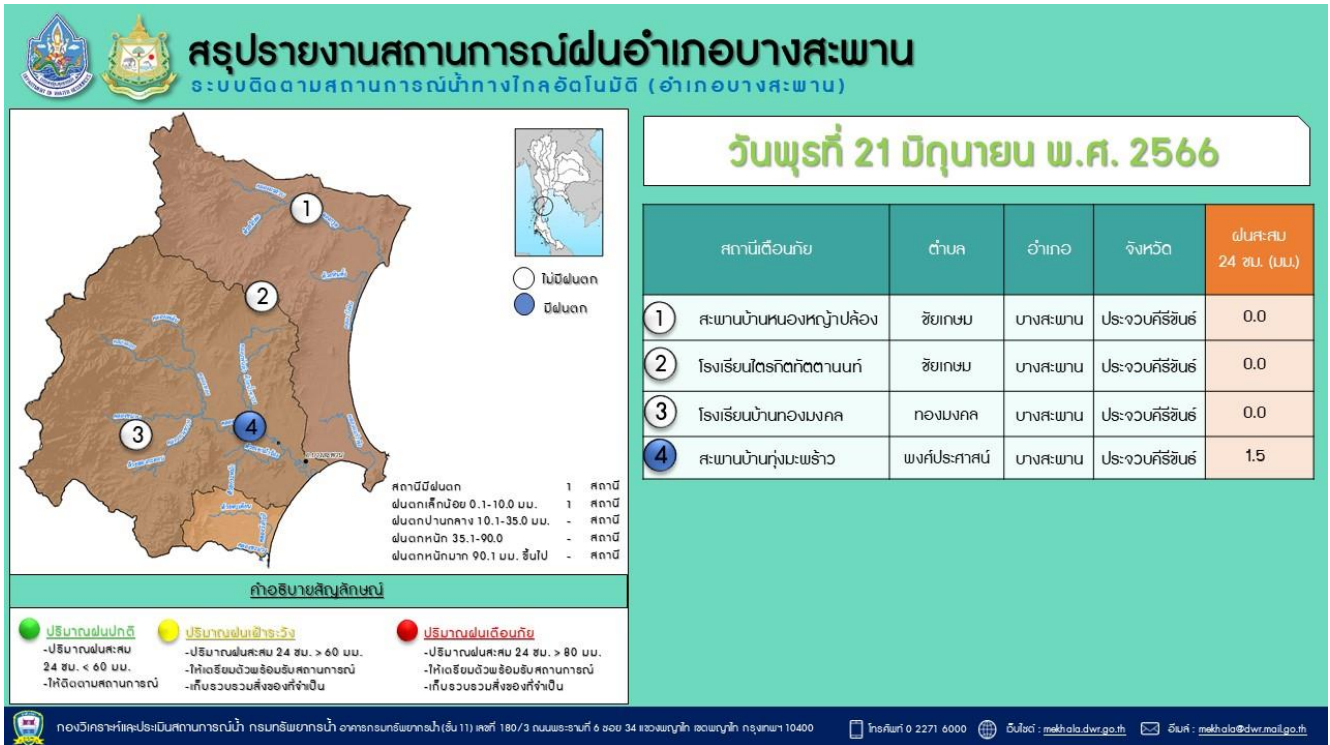 สรุปรายงานสถานการณ์ฝนอำเภอบางสะพาน
ระบบติดตามสถานการณ์น้ำทางไกลอัตโนมัติ (อำเภอบางสะพาน)
1
2
3
4
ไม่มีฝนตก
มีฝนตก
สถานีมีฝนตก 1 สถานี
ฝนตกเล็กน้อย 0.1-10.0 มม. 1 สถานี
ฝนตกปานกลาง 10.1-35.0 มม. - สถานี
ฝนตกหนัก 35.1-90.0 - สถานี
ฝนตกหนักมาก 90.1 มม. ขึ้นไป - สถานี
คำอธิบายสัญลักษณ์
ปริมาณฝนปกติ
-ปริมาณฝนสะสม
24 ชม. < 60 มม.
-ให้ติดตามสถานการณ์
ปริมาณฝนเฝ้าระวัง
-ปริมาณฝนสะสม 24 ชม. > 60 มม.
-ให้เตรียมตัวพร้อมรับสถานการณ์
-เก็บรวบรวมสิ่งของที่จำเป็น
ปริมาณฝนเตือนภัย
-ปริมาณฝนสะสม 24 ชม. > 80 มม.
-ให้เตรียมตัวพร้อมรับสถานการณ์
-เก็บรวบรวมสิ่งของที่จำเป็น
วันพุธที่ 21 มิถุนายน พ.ศ. 2566
สถานีเตือนภัย ตำบล อำเภอ จังหวัด ฝนสะสม
24 ชม. (มม.)
1 สะพานบ้านหนองหญ้าปล้อง ชัยเกษม บางสะพาน ประจวบคีรีขันธ์ 0.0
2 โรงเรียนไตรกิตทัตตานนท์ ชัยเกษม บางสะพาน ประจวบคีรีขันธ์ 0.0
3 โรงเรียนบ้านทองมงคล ทองมงคล บางสะพาน ประจวบคีรีขันธ์ 0.0
4 สะพานบ้านทุ่งมะพร้าว พงศ์ประศาสน์ บางสะพาน ประจวบคีรีขันธ์ 1.5
กองวิเคราะห์และประเมินสถานการณ์น้ำ กรมทรัพยากรน้ำ อาคารกรมทรัพยากรน้ำ (ชั้น 11) เลขที่ 180/3 ถนนพระรามที่ 6 ซอย 34 แขวงพญาไท เขตพญาไท กรุงเทพฯ 10400 โทรศัพท์ 0 2271 6000 เว็บไซต์ : mekhala.dwr.go.th อีเมล์ : mekhala@dwr.mail.go.th